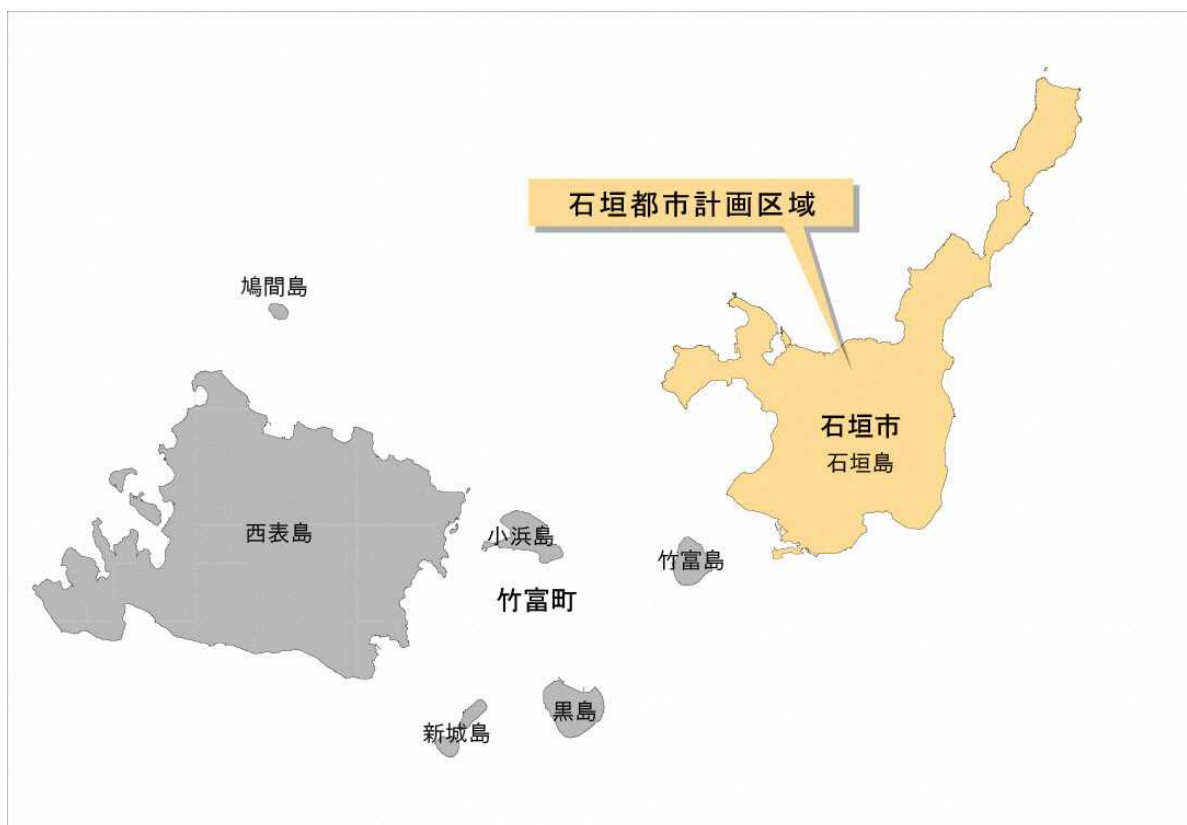 石垣都市計画区域
鳩間島
石垣市
石垣島
西表島
小浜島
竹富島
竹富町
黒島
新城島